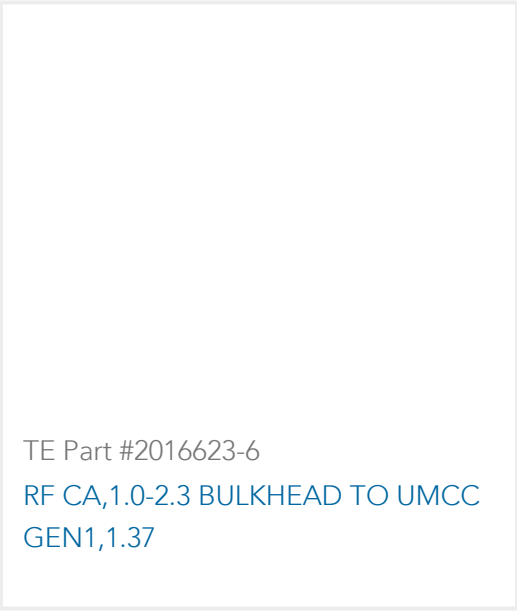 TE Part #2016623-6
RF CA,1.0-2.3 BULKHEAD TO UMCC
GEN1,1.37